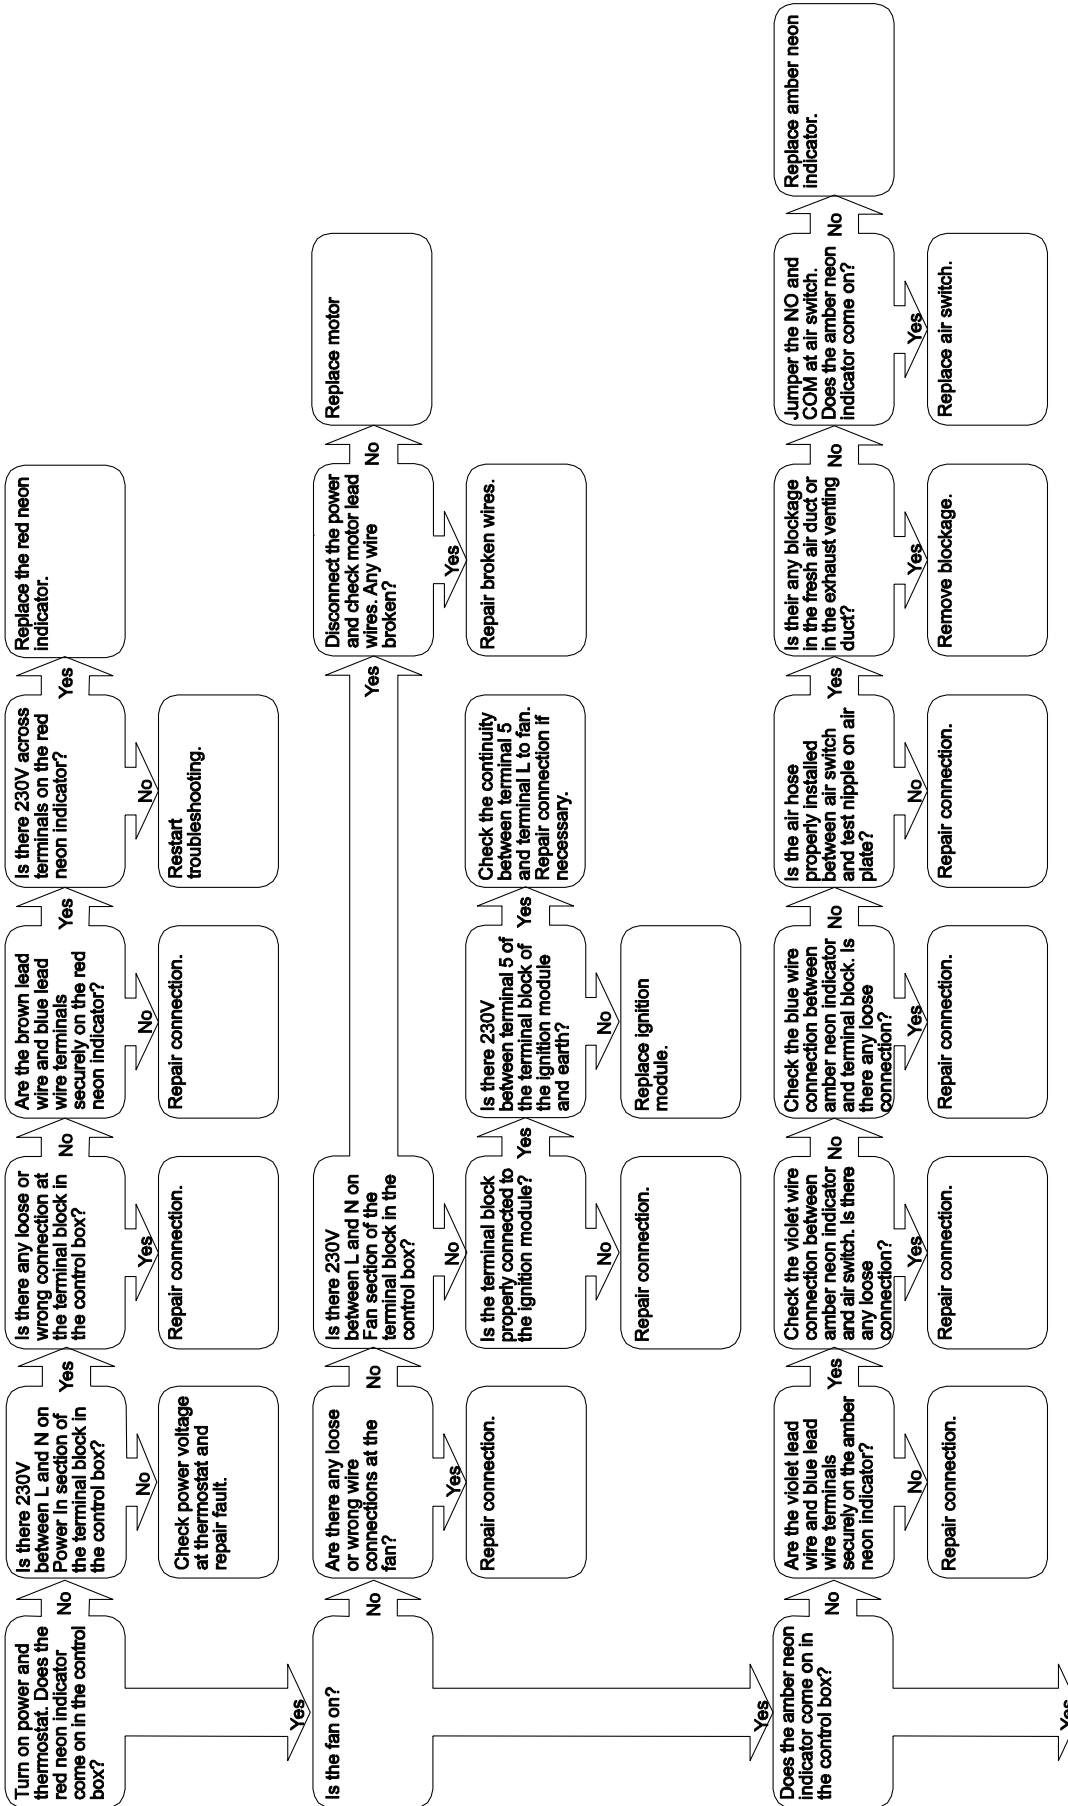 Turn on power and
thermostat. Does the
red neon indicator
come on in the control
box?
No
Is there 230V
between L and N on
Power In section of
the terminal block in
the control box?
Yes
Is there any loose or
wrong connection at
the terminal block in
the control box?
No
Are the brown lead
wire and blue lead
wire terminals
securely on the red
neon indicator?
Yes
Is there 230V across
terminals on the red
neon indicator?
Yes
Replace the red neon
indicator.
No
Check power voltage
at thermostat and
repair fault.
Yes
Repair connection.
No
Repair connection.
No
Restart
troubleshooting.
Yes
Is the fan on?
No
Are there any loose
or wrong wire
connections at the
fan?
No
Is there 230V
between L and N on
Fan section of the
terminal block in the
control box?
Yes
Disconnect the power
and check motor lead
wires. Any wire
broken?
No
Replace motor
Yes
Repair connection.
No
Is the terminal block
properly connected to
the ignition module?
Yes
Is there 230V
between terminal 5 of
the terminal block of
the ignition module
and earth?
Yes
Check the continuity
between terminal 5
and terminal L to fan.
Repair connection if
necessary.
Yes
Repair broken wires.
No
Repair connection.
No
Replace ignition
module.
Yes
Does the amber neon
indicator come on in
the control box?
No
Are the violet lead
wire and blue lead
wire terminals
securely on the amber
neon indicator?
Yes
Check the violet wire
connection between
amber neon indicator
and air switch. Is there
any loose
connection?
No
Check the blue wire
connection between
amber neon indicator
and terminal block. Is
there any loose
connection?
No
Is the air hose
properly installed
between air switch
and test nipple on air
plate?
Yes
Is their any blockage
in the fresh air duct or
in the exhaust venting
duct?
No
Jumper the NO and
COM at air switch.
Does the amber neon
indicator come on?
No
Replace amber neon
indicator.
No
Repair connection.
Yes
Repair connection.
Yes
Repair connection.
No
Repair connection.
Yes
Remove blockage.
Yes
Replace air switch.
Yes